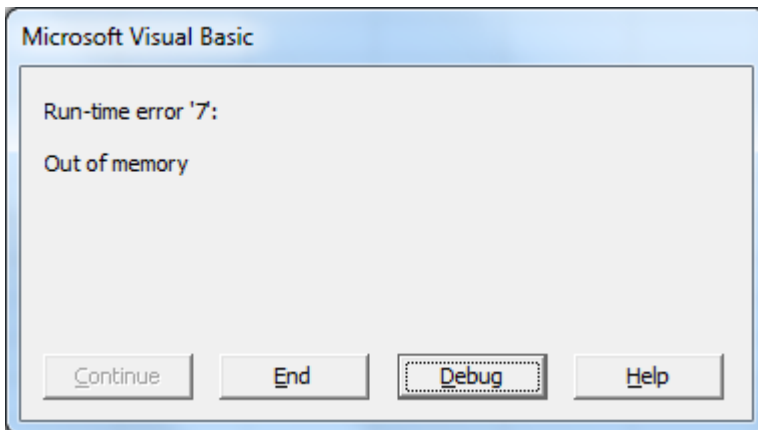 Microsoft Visual Basic
Run-time error '7':
Out of memory
Continue End Debug Help